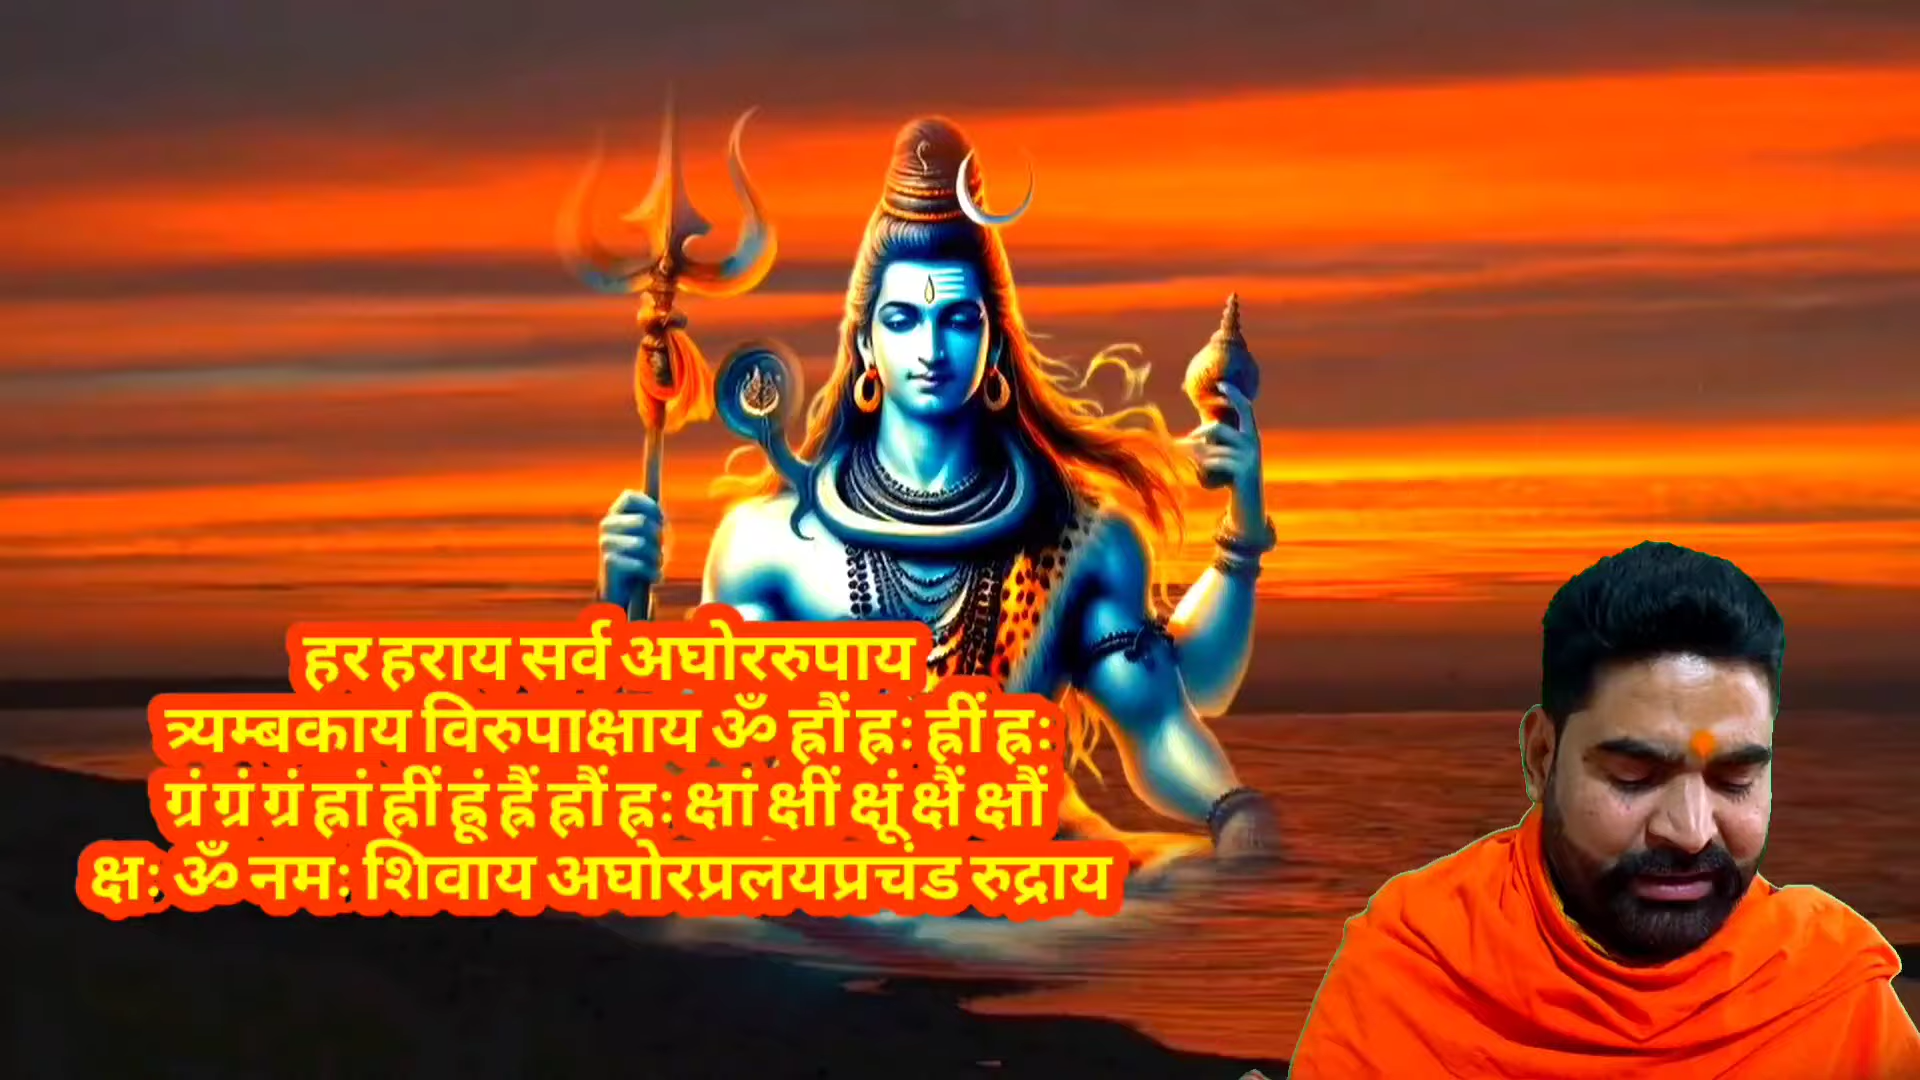 हर हराय सर्व अघोररुपाय,
त्र्यम्बकाय विरुपाक्षाय ॐ ह्रौं ह्रः ह्रीं ह्रः
ग्रं ग्रं ग्रं ह्रां ह्रीं ह्रूं ह्रैं ह्रौं ह्रः क्षां क्षीं क्षूं क्षैं क्षौं
क्षः ॐ नमः शिवाय अघोरप्रलयप्रचंड रुद्राय